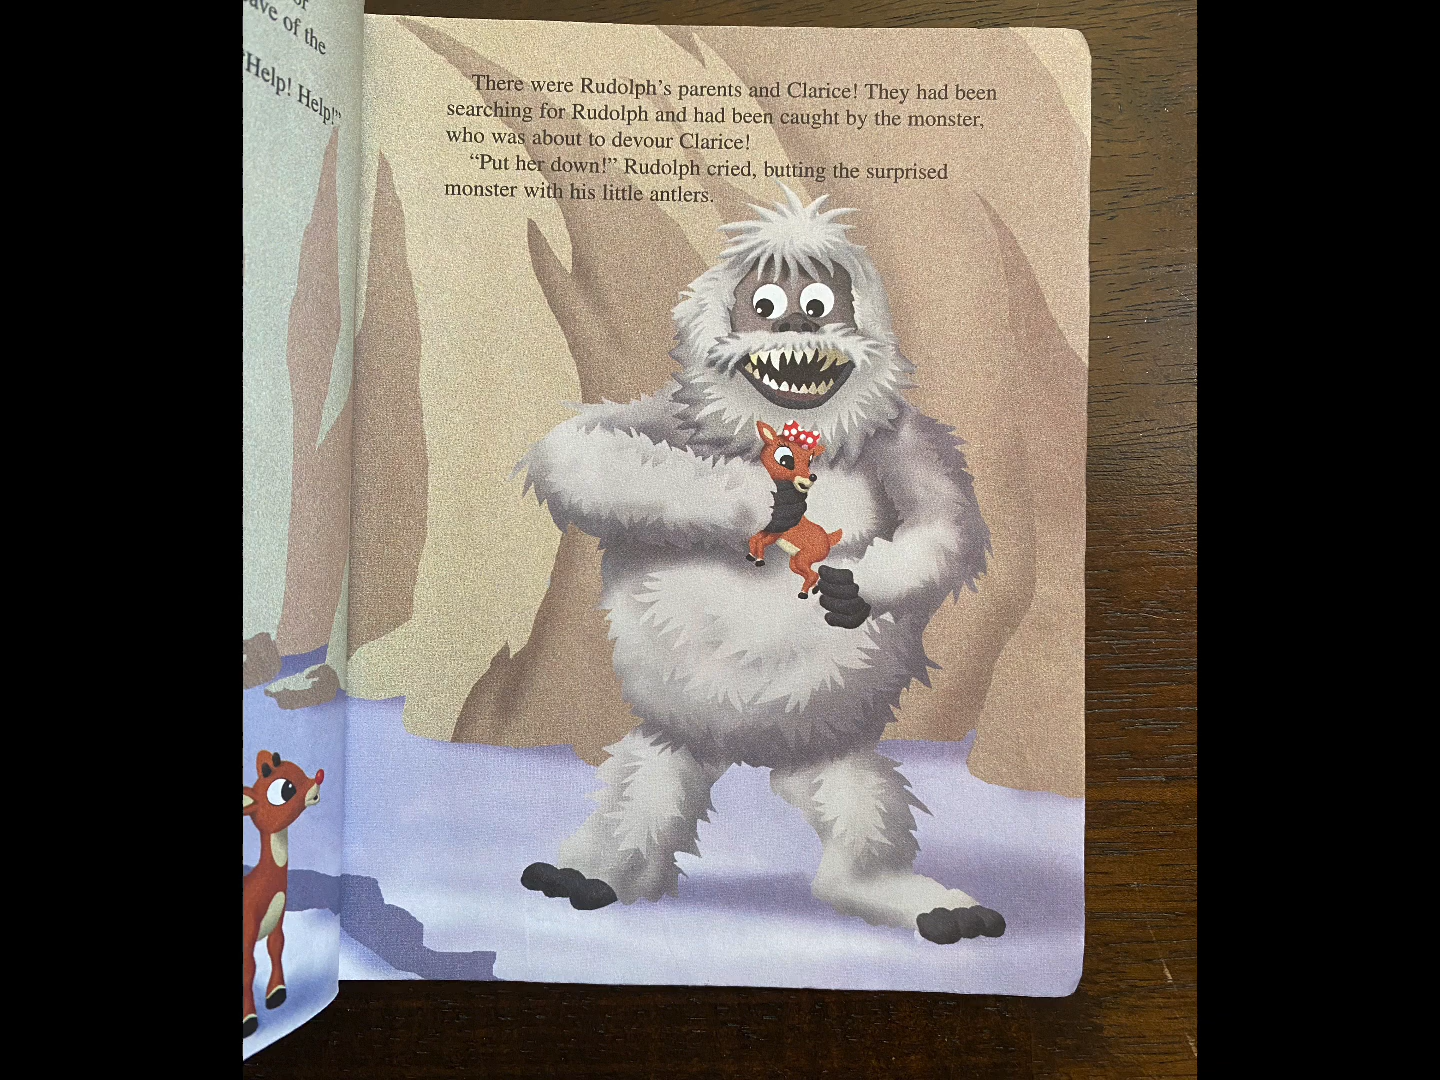 ave of the
“Help! Help!”
There were Rudolph’s parents and Clarice! They had been
searching for Rudolph and had been caught by the monster,
who was about to devour Clarice!
“Put her down!” Rudolph cried, butting the surprised
monster with his little antlers.